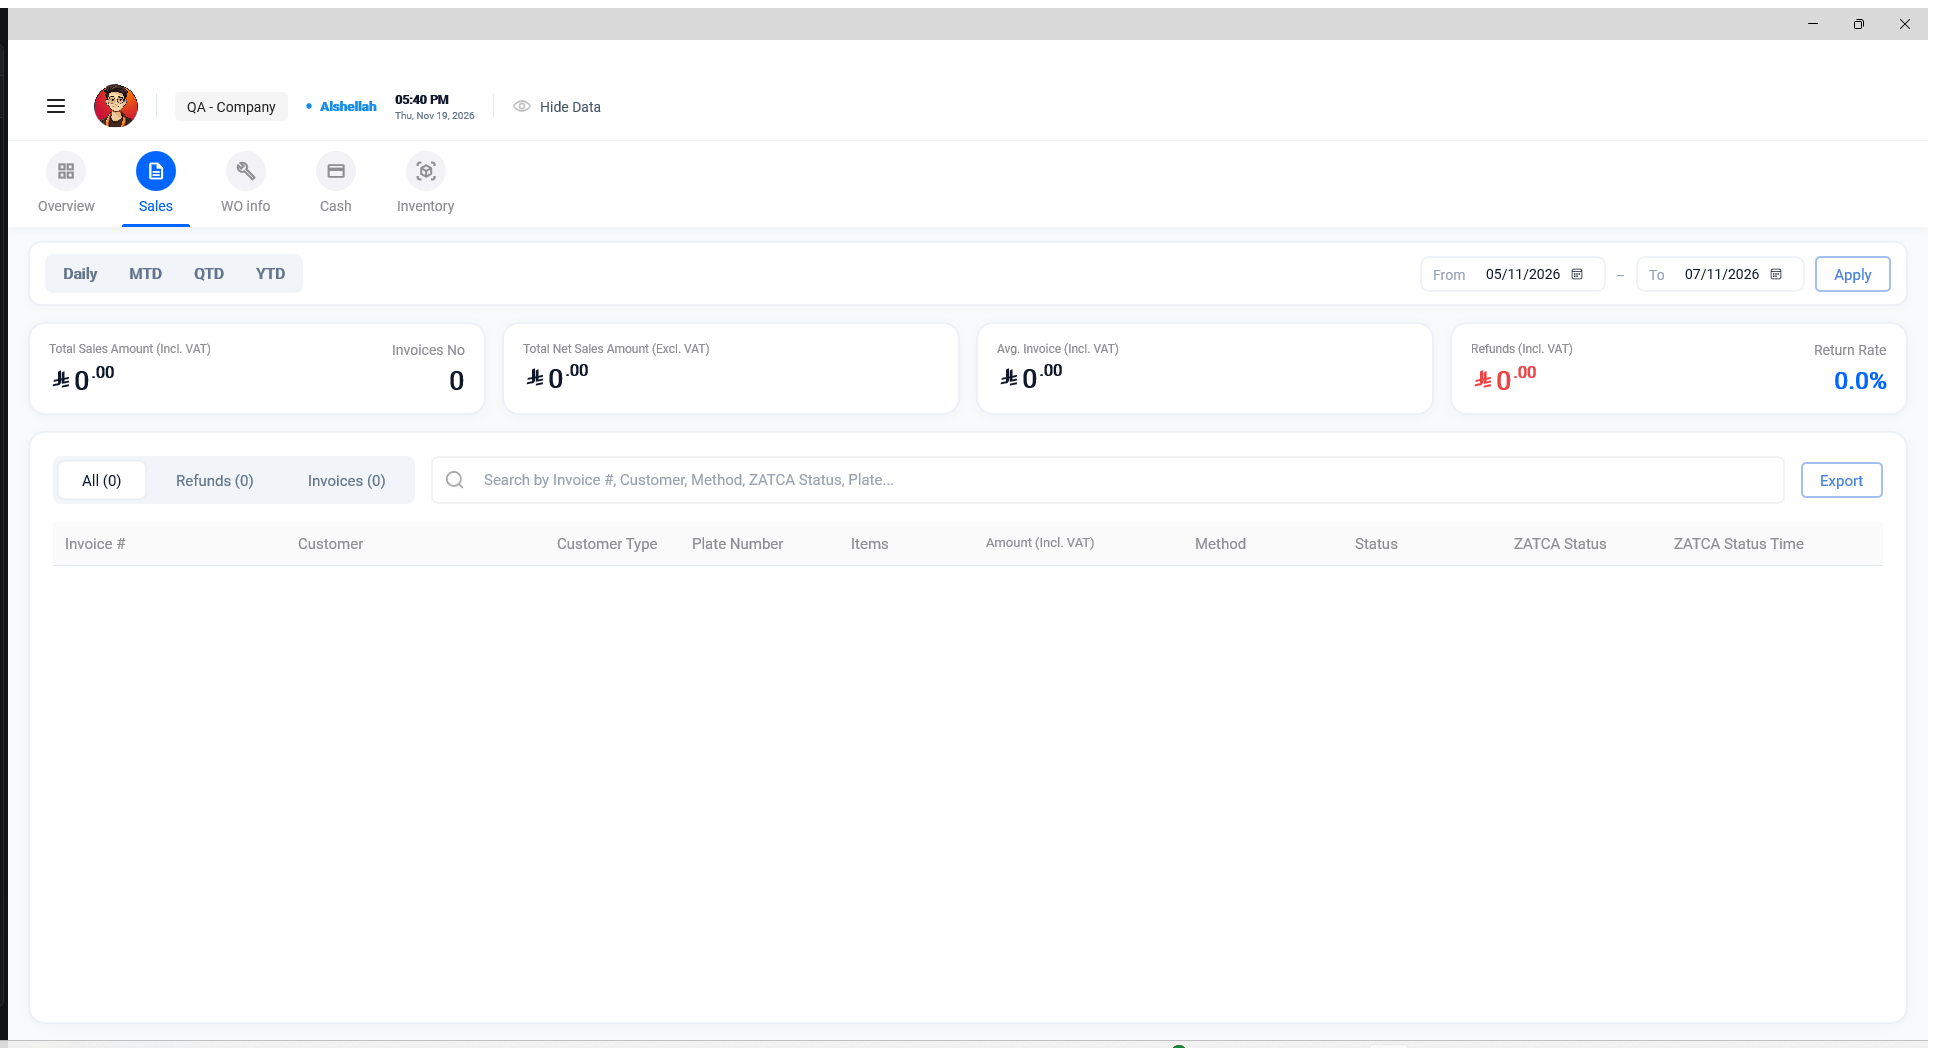 QA - Company
• Alshellah
05:40 PM
Thu, Nov 19, 2026
Hide Data
Overview
Sales
WO info
Cash
Inventory
Daily MTD QTD YTD
From 05/11/2026 – To 07/11/2026 Apply
Total Sales Amount (Incl. VAT) Invoices No
⃁ 0.00 0
Total Net Sales Amount (Excl. VAT)
⃁ 0.00
Avg. Invoice (Incl. VAT)
⃁ 0.00
Refunds (Incl. VAT) Return Rate
⃁ 0.00 0.0%
All (0) Refunds (0) Invoices (0) Search by Invoice #, Customer, Method, ZATCA Status, Plate... Export
Invoice # Customer Customer Type Plate Number Items Amount (Incl. VAT) Method Status ZATCA Status ZATCA Status Time